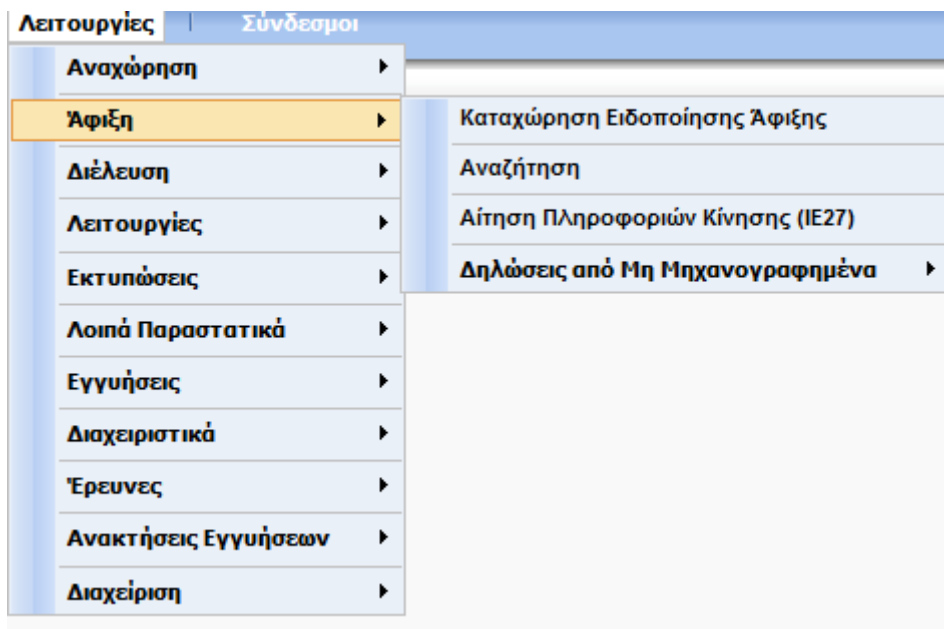 Λειτουργίες | Σύνδεσμοι
Αναχώρηση
Άφιξη
Διέλευση
Λειτουργίες
Εκτυπώσεις
Λοιπά Παραστατικά
Εγγυήσεις
Διαχειριστικά
Έρευνες
Ανακτήσεις Εγγυήσεων
Διαχείριση
Καταχώρηση Ειδοποίησης Άφιξης
Αναζήτηση
Αίτηση Πληροφοριών Κίνησης (IE27)
Δηλώσεις από Μη Μηχανογραφημένα